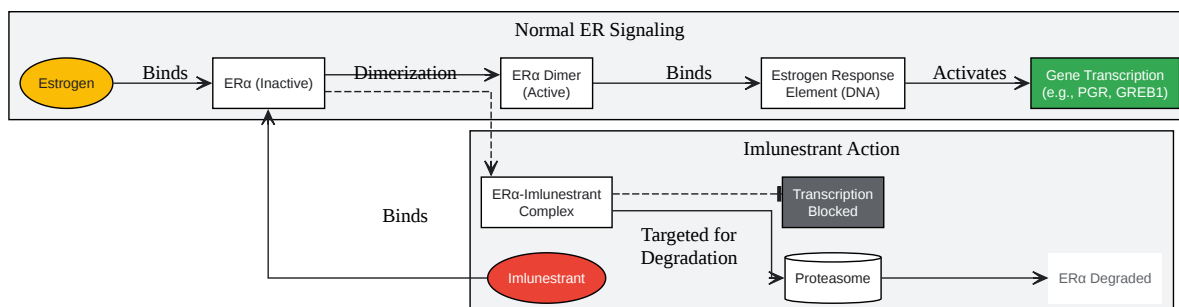 Normal ER Signaling
Estrogen
Binds
ERα (Inactive)
Dimerization
ERα Dimer
(Active)
Binds
Estrogen Response
Element (DNA)
Activates
Gene Transcription
(e.g., PGR, GREB1)
Imlunestrant Action
ERα-Imlunestrant
Complex
Transcription
Blocked
Binds
Targeted for
Degradation
Imlunestrant
Proteasome
ERα Degraded